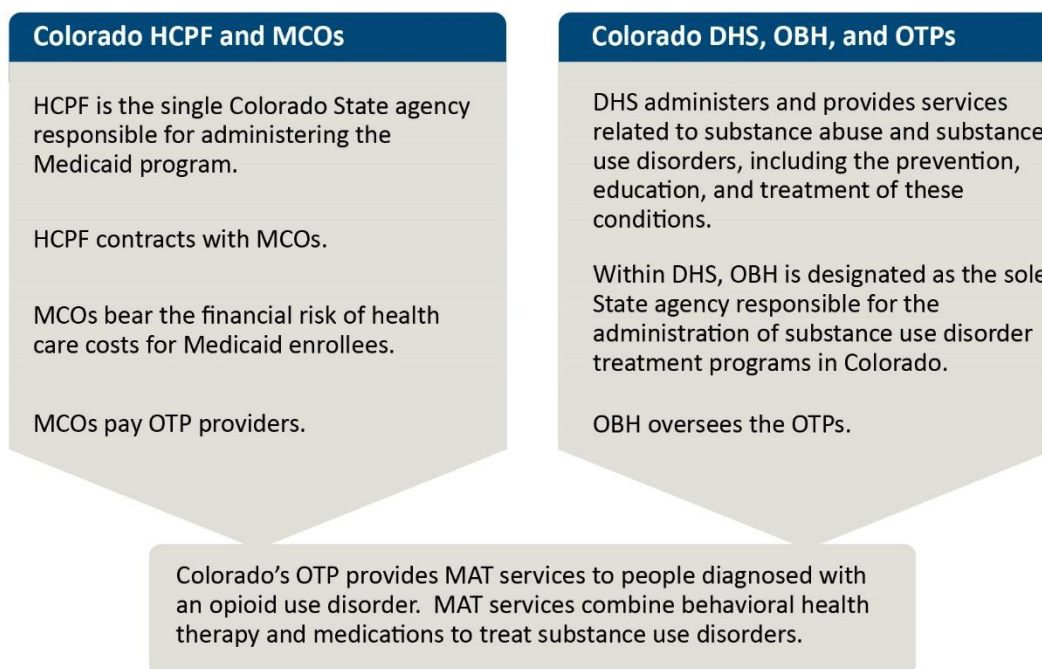 Colorado HCPF and MCOs
HCPF is the single Colorado State agency
responsible for administering the
Medicaid program.
HCPF contracts with MCOs.
MCOs bear the financial risk of health
care costs for Medicaid enrollees.
MCOs pay OTP providers.
Colorado DHS, OBH, and OTPs
DHS administers and provides services
related to substance abuse and substance
use disorders, including the prevention,
education, and treatment of these
conditions.
Within DHS, OBH is designated as the sole
State agency responsible for the
administration of substance use disorder
treatment programs in Colorado.
OBH oversees the OTPs.
Colorado’s OTP provides MAT services to people diagnosed with
an opioid use disorder.  MAT services combine behavioral health
therapy and medications to treat substance use disorders.